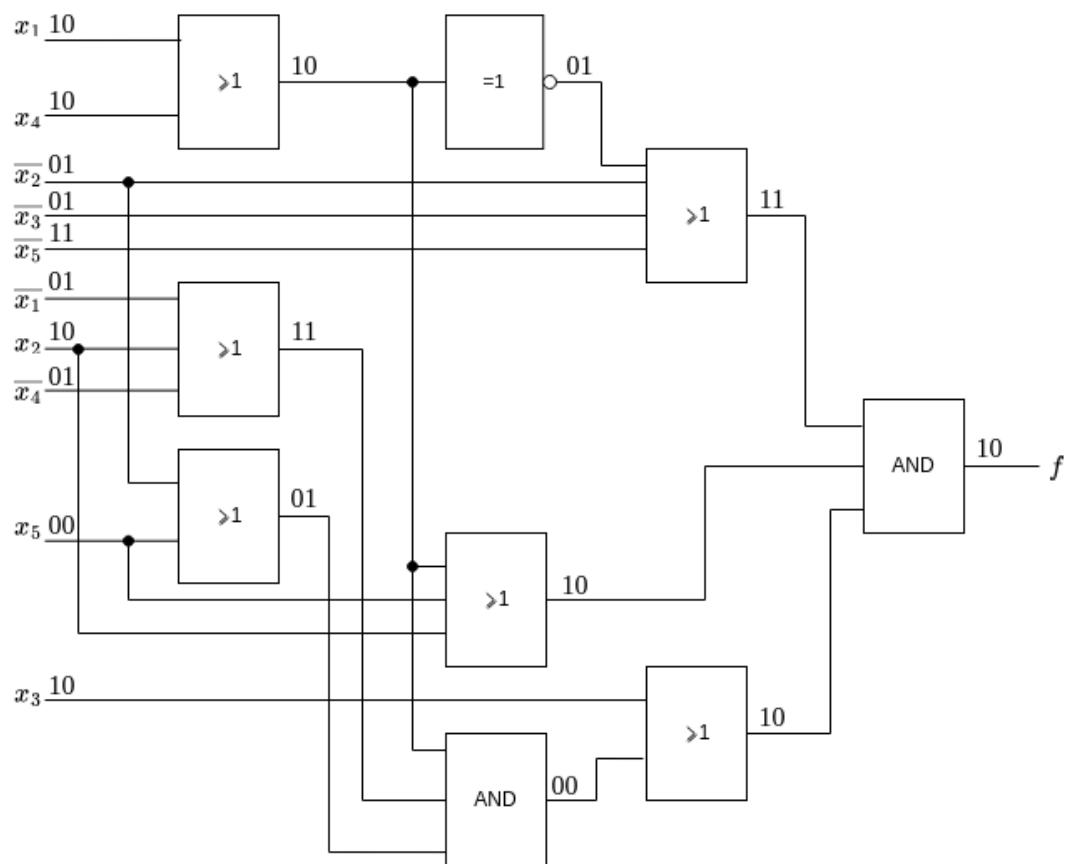 x₁ 10
⩾1
10
=1
01
x₄ 10
x̅₂ 01
x̅₃ 01
⩾1
11
x̅₅ 11
x̅₁ 01
x₂ 10
⩾1
11
x̅₄ 01
AND
10
f
⩾1
01
x₅ 00
⩾1
10
x₃ 10
⩾1
10
AND
00